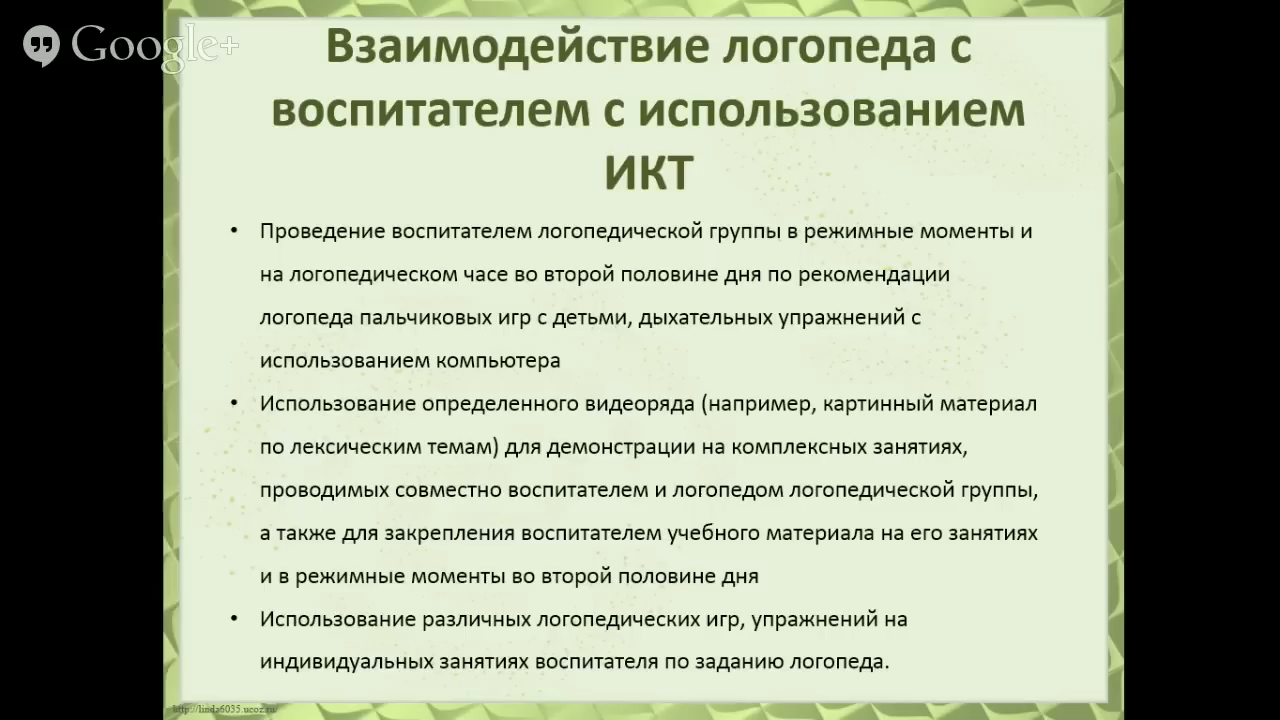 Google+
Взаимодействие логопеда с
воспитателем с использованием
ИКТ
• Проведение воспитателем логопедической группы в режимные моменты и
на логопедическом часе во второй половине дня по рекомендации
логопеда пальчиковых игр с детьми, дыхательных упражнений с
использованием компьютера
• Использование определенного видеоряда (например, картинный материал
по лексическим темам) для демонстрации на комплексных занятиях,
проводимых совместно воспитателем и логопедом логопедической группы,
а также для закрепления воспитателем учебного материала на его занятиях
и в режимные моменты во второй половине дня
• Использование различных логопедических игр, упражнений на
индивидуальных занятиях воспитателя по заданию логопеда.
http://linda6035.ucoz.ru/